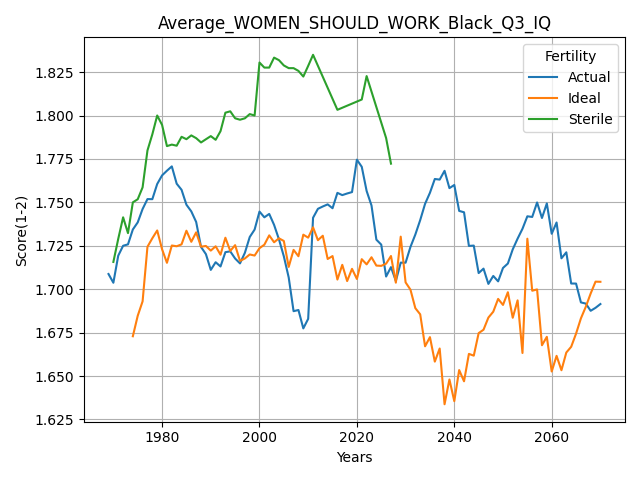 Average_WOMEN_SHOULD_WORK_Black_Q3_IQ
Fertility
Actual
Ideal
Sterile
Score(1-2)
1.825
1.800
1.775
1.750
1.725
1.700
1.675
1.650
1.625
1980
2000
2020
2040
2060
Years